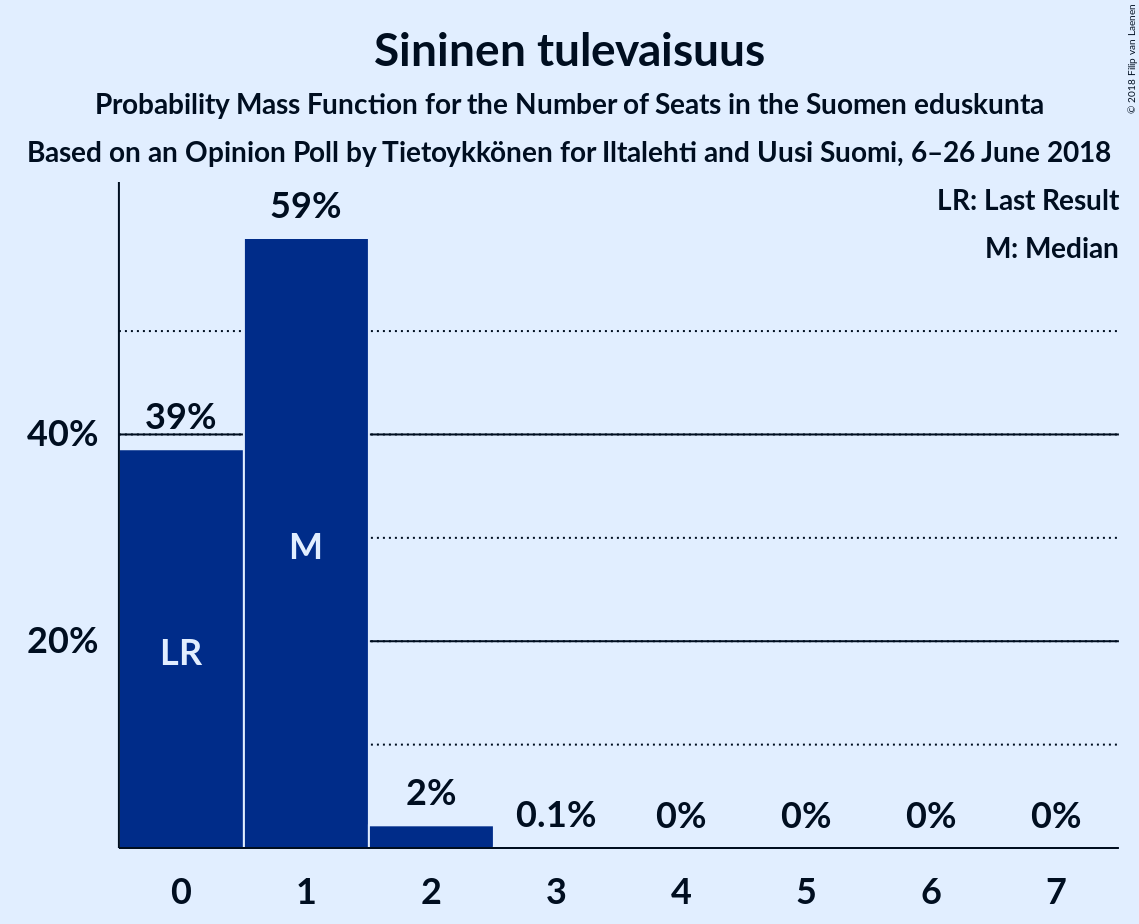 Sininen tulevaisuus
Probability Mass Function for the Number of Seats in the Suomen eduskunta
Based on an Opinion Poll by Tietoykkönen for Iltalehti and Uusi Suomi, 6–26 June 2018
© 2018 Filip van Laenen
LR: Last Result
M: Median
59%
39%
40%
M
20%
LR
2%
0.1%
0%
0%
0%
0%
0 1 2 3 4 5 6 7